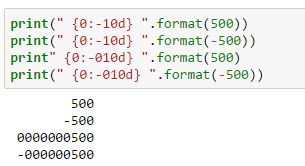 print(" {0:-10d} ".format(500))
print(" {0:-10d} ".format(-500))
print" {0:-010d} ".format(500)
print(" {0:-010d} ".format(-500))
500
-500
0000000500
-000000500